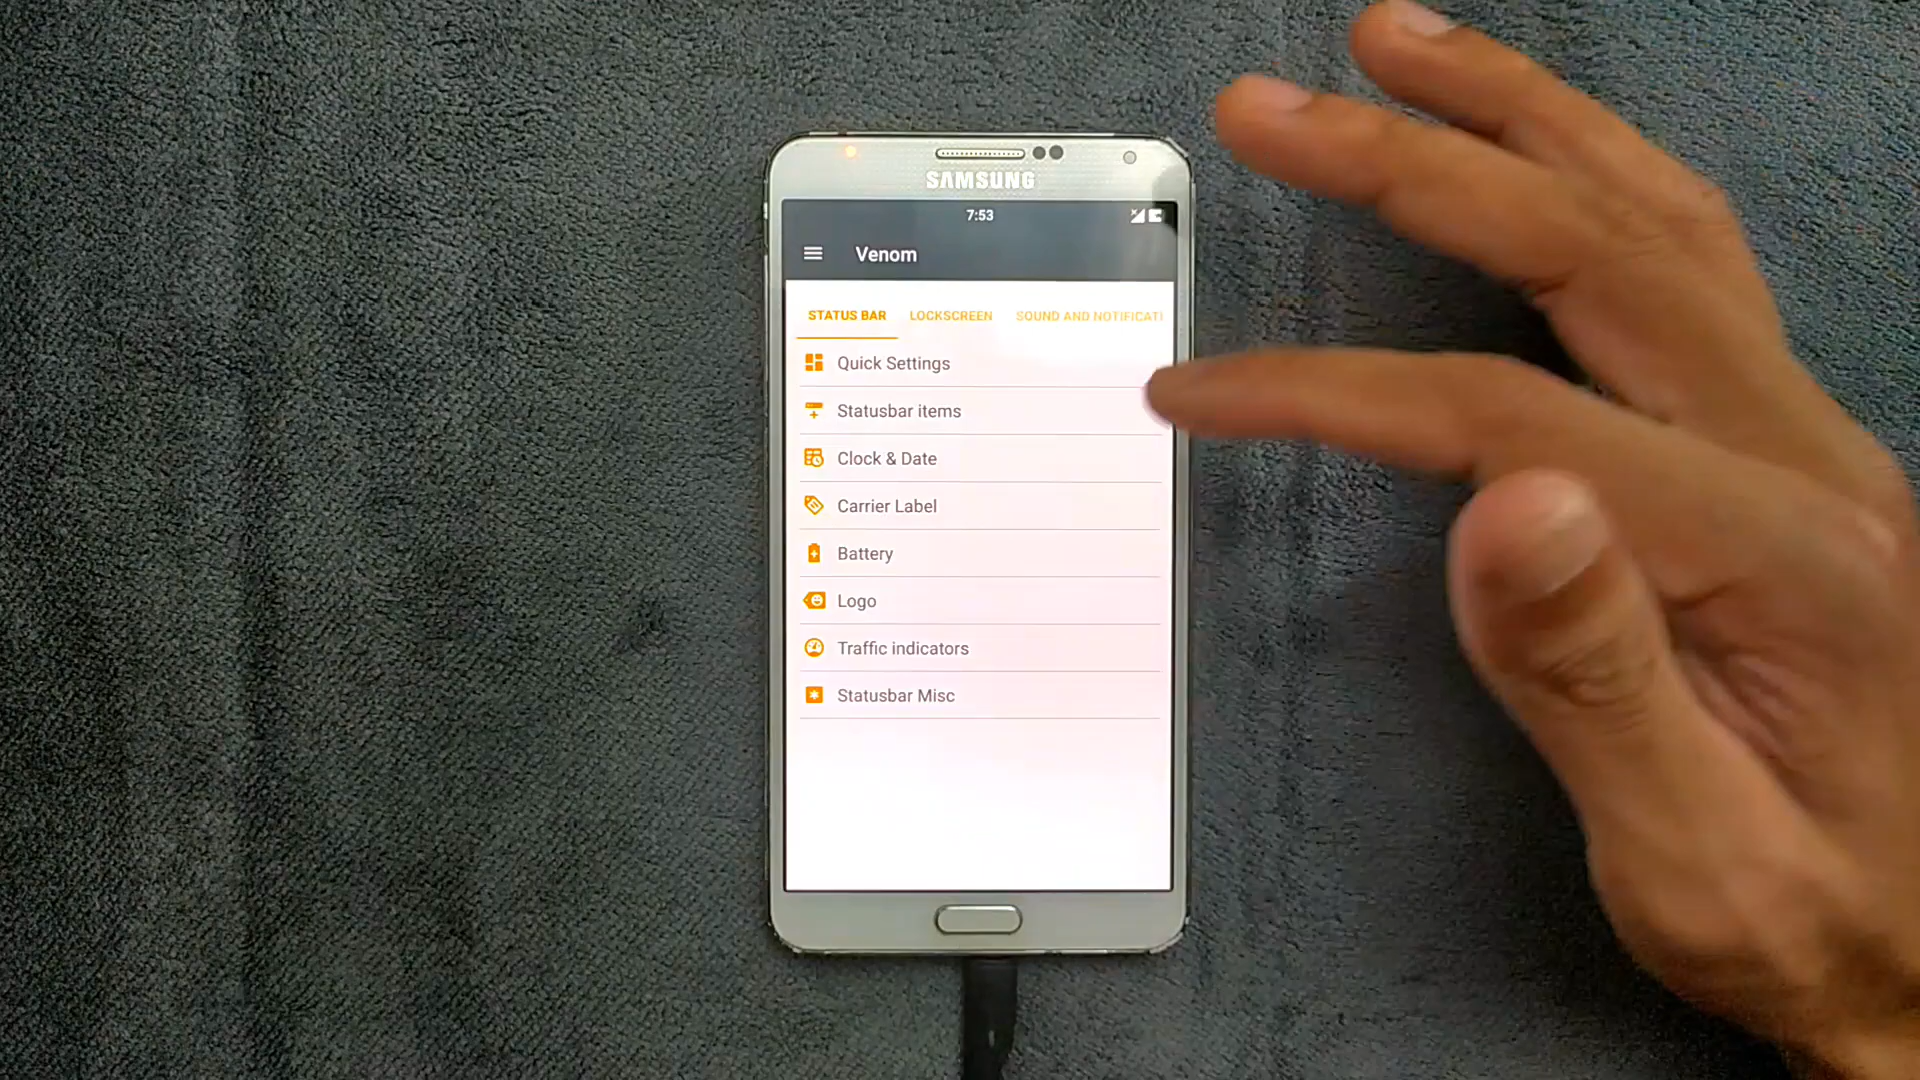 SAMSUNG
7:53
Venom
STATUS BAR LOCKSCREEN SOUND AND NOTIFICATI
Quick Settings
Statusbar items
Clock & Date
Carrier Label
Battery
Logo
Traffic indicators
Statusbar Misc